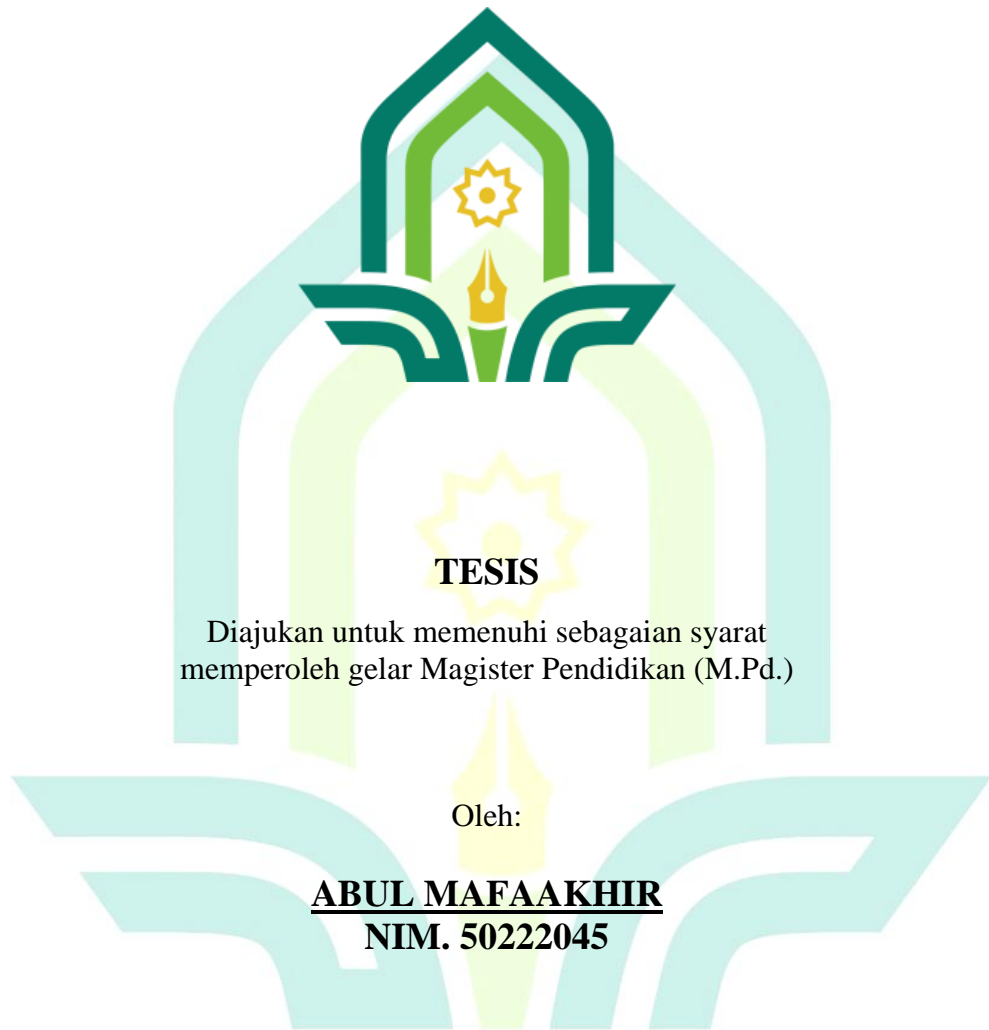 TESIS
Diajukan untuk memenuhi sebagaian syarat
memperoleh gelar Magister Pendidikan (M.Pd.)
Oleh:
ABUL MAFAAKHIR
NIM. 50222045